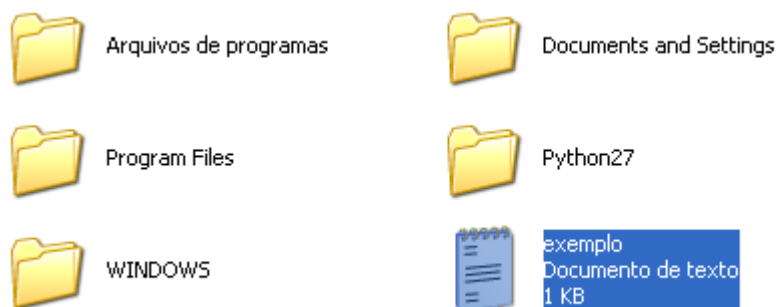 Arquivos de programas
Documents and Settings
Program Files
Python27
WINDOWS
exemplo
Documento de texto
1 KB